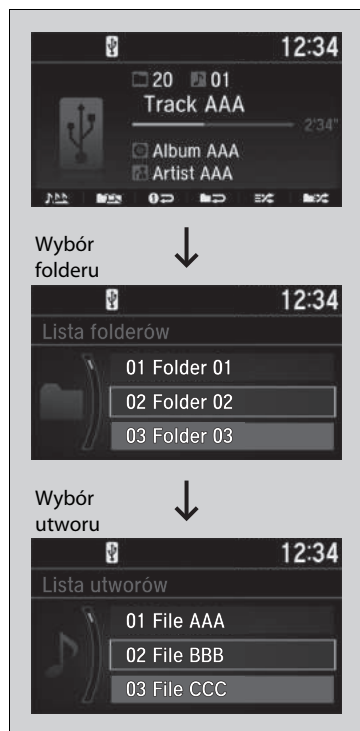 12:34
20 01
Track AAA
2'34"
Album AAA
Artist AAA
Wybór
folderu
12:34
Lista folderów
01 Folder 01
02 Folder 02
03 Folder 03
Wybór
utworu
12:34
Lista utworów
01 File AAA
02 File BBB
03 File CCC